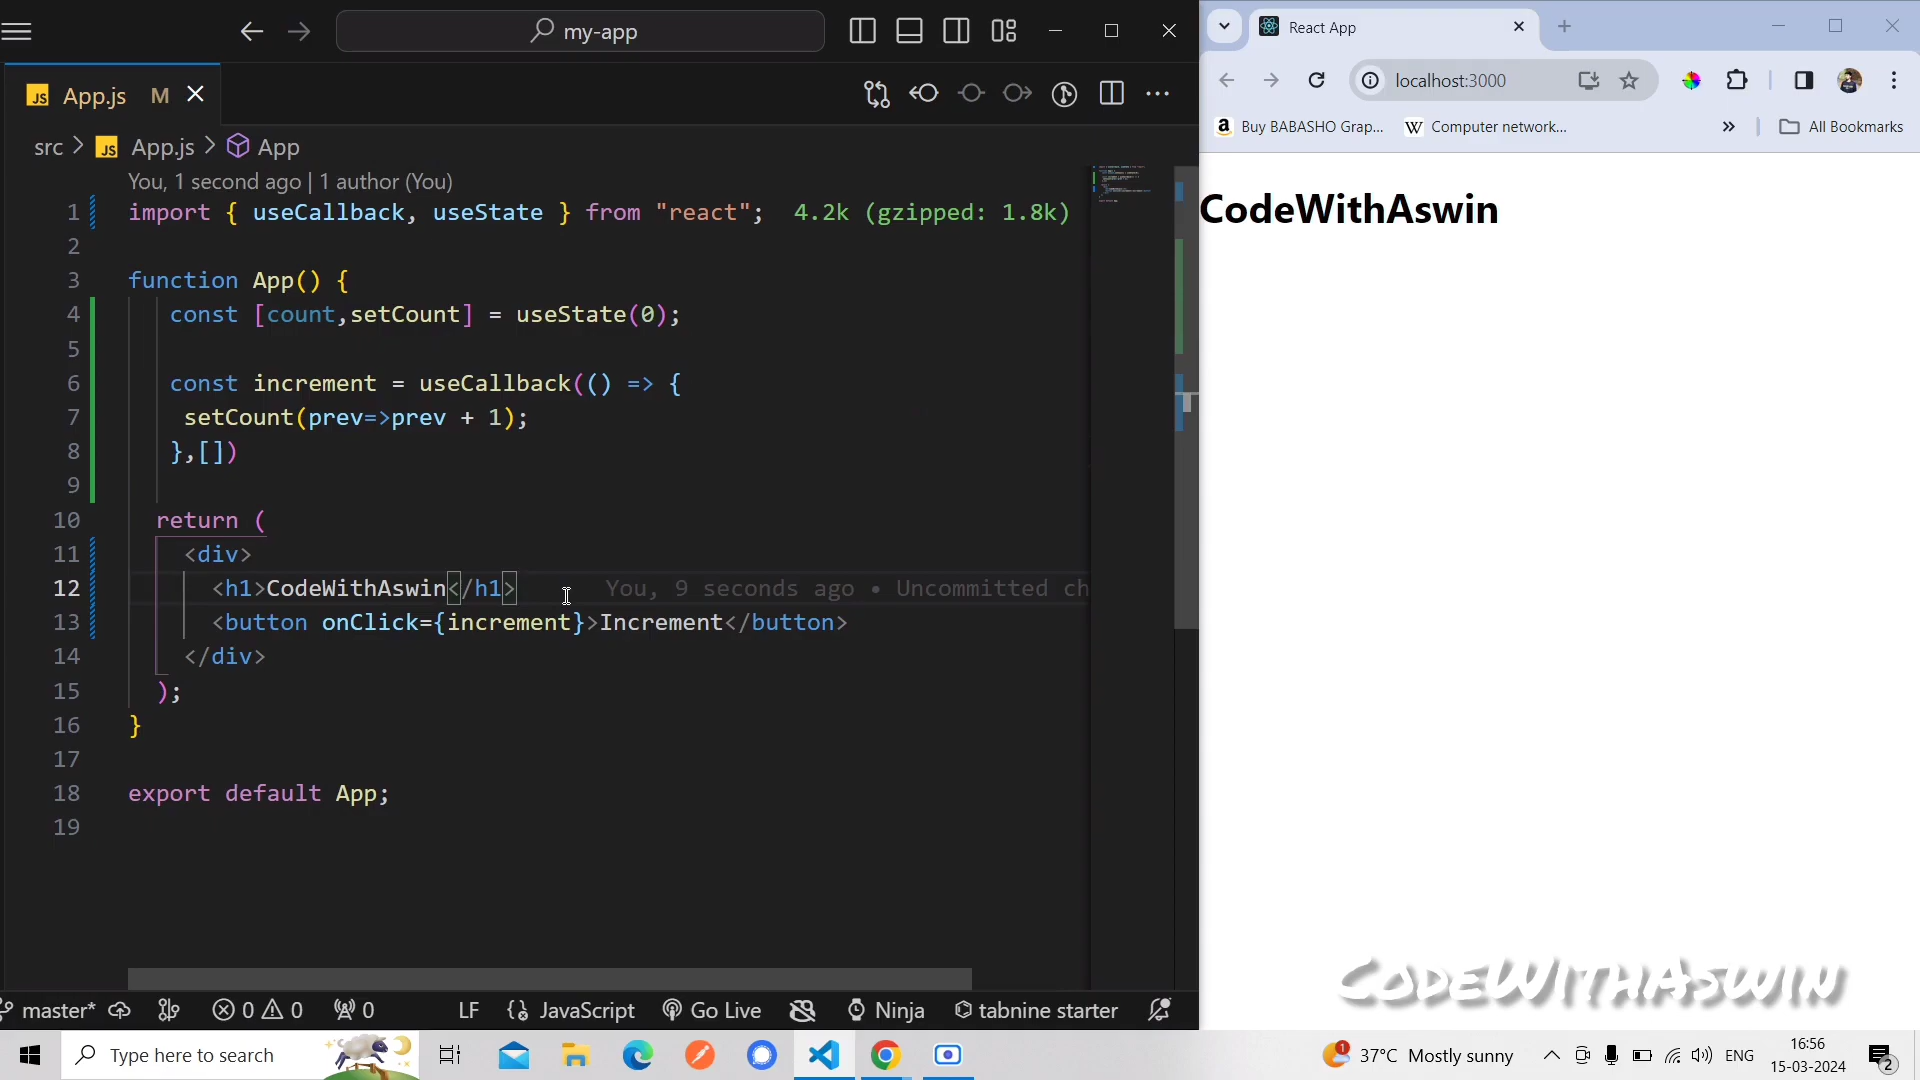 my-app
App.js M
src > App.js > App
You, 1 second ago | 1 author (You)
1 import { useCallback, useState } from "react"; 4.2k (gzipped: 1.8k)
2
3 function App() {
4 const [count,setCount] = useState(0);
5
6 const increment = useCallback(() => {
7 setCount(prev=>prev + 1);
8 },[])
9
10 return (
11 <div>
12 <h1>CodeWithAswin</h1> You, 9 seconds ago • Uncommitted ch
13 <button onClick={increment}>Increment</button>
14 </div>
15 );
16 }
17
18 export default App;
19
master* 0 0 0 LF {} JavaScript Go Live Ninja tabnine starter
React App
localhost:3000
Buy BABASHO Grap... Computer network... » All Bookmarks
CodeWithAswin
CodeWithAswin
Type here to search
1 37°C Mostly sunny ENG 16:56
15-03-2024 2